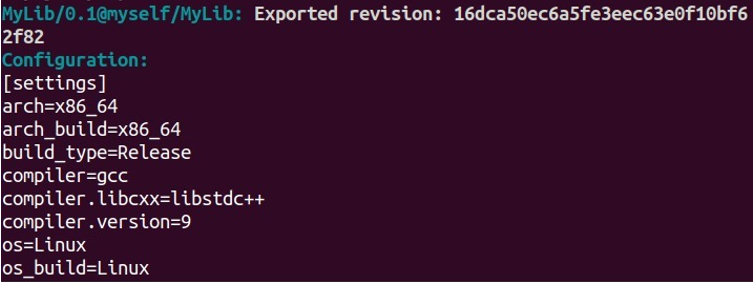 MyLib/0.1@myself/MyLib: Exported revision: 16dca50ec6a5fe3eec63e0f10bf6
2f82
Configuration:
[settings]
arch=x86_64
arch_build=x86_64
build_type=Release
compiler=gcc
compiler.libcxx=libstdc++
compiler.version=9
os=Linux
os_build=Linux